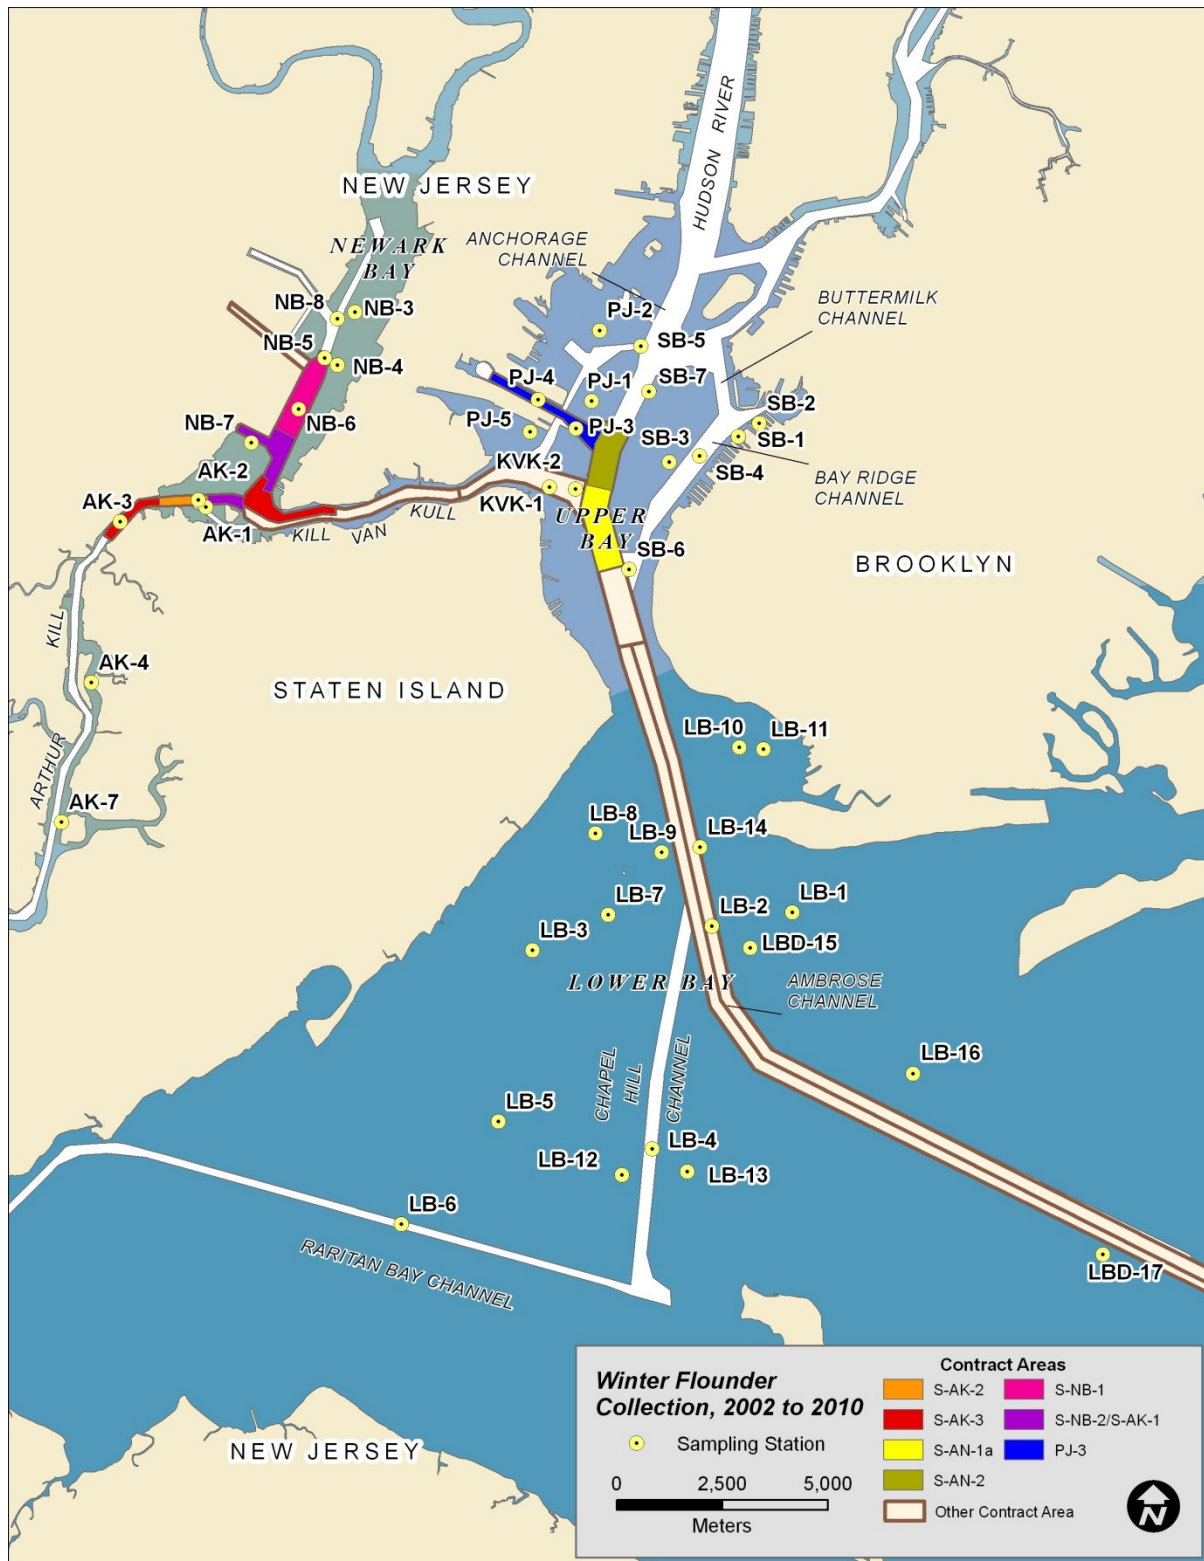 HUDSON RIVER
NEW JERSEY
NEWARK
BAY
ANCHORAGE
CHANNEL
BUTTERMILK
CHANNEL
NB-8
NB-3
PJ-2
SB-5
NB-5
NB-4
PJ-4
PJ-1
SB-7
SB-2
NB-7
NB-6
PJ-5
PJ-3
SB-3
SB-1
SB-4
AK-2
KVK-2
BAY RIDGE
CHANNEL
AK-3
KVK-1
AK-1
KILL
VAN
KULL
UPPER
BAY
SB-6
BROOKLYN
KILL
AK-4
STATEN ISLAND
ARTHUR
LB-10
LB-11
AK-7
LB-8
LB-9
LB-14
LB-7
LB-2
LB-1
LB-3
LBD-15
LOWER BAY
AMBROSE
CHANNEL
LB-16
CHAPEL
HILL
CHANNEL
LB-5
LB-4
LB-12
LB-13
LB-6
RARITAN BAY CHANNEL
LBD-17
NEW JERSEY
Winter Flounder
Collection, 2002 to 2010
Sampling Station
0 2,500 5,000
Meters
Contract Areas
S-AK-2
S-NB-1
S-AK-3
S-NB-2/S-AK-1
S-AN-1a
PJ-3
S-AN-2
Other Contract Area
N